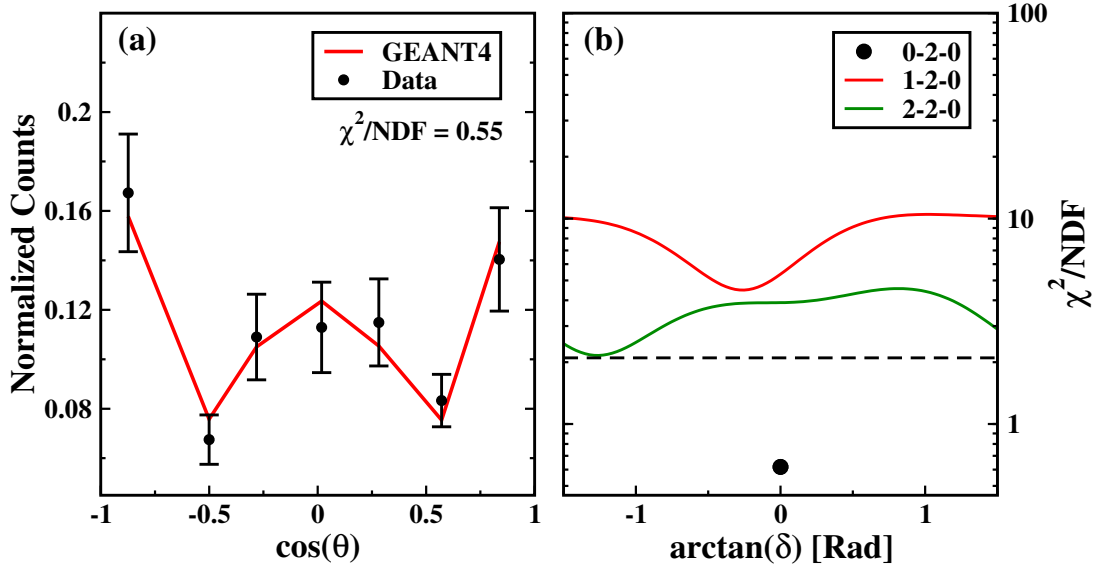 (a)
GEANT4
Data
χ²/NDF = 0.55
Normalized Counts
0.2
0.16
0.12
0.08
-1
-0.5
0
0.5
1
cos(θ)
(b)
0-2-0
1-2-0
2-2-0
100
10
1
χ²/NDF
-1
0
1
arctan(δ) [Rad]